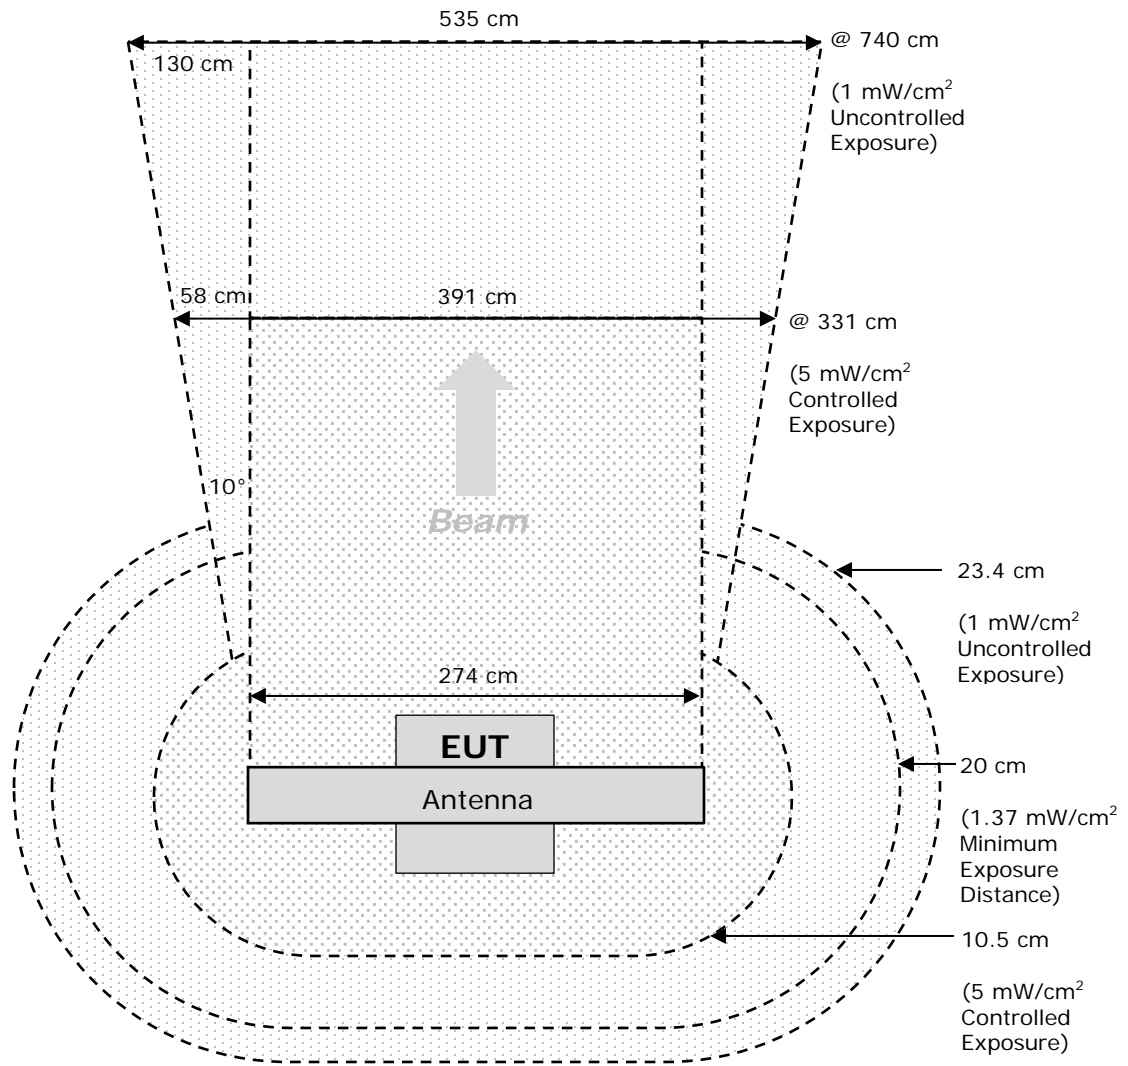 535 cm
@ 740 cm
130 cm
(1 mW/cm²
Uncontrolled
Exposure)
58 cm
391 cm
@ 331 cm
(5 mW/cm²
Controlled
Exposure)
10°
Beam
23.4 cm
(1 mW/cm²
Uncontrolled
Exposure)
274 cm
EUT
20 cm
Antenna
(1.37 mW/cm²
Minimum
Exposure
Distance)
10.5 cm
(5 mW/cm²
Controlled
Exposure)